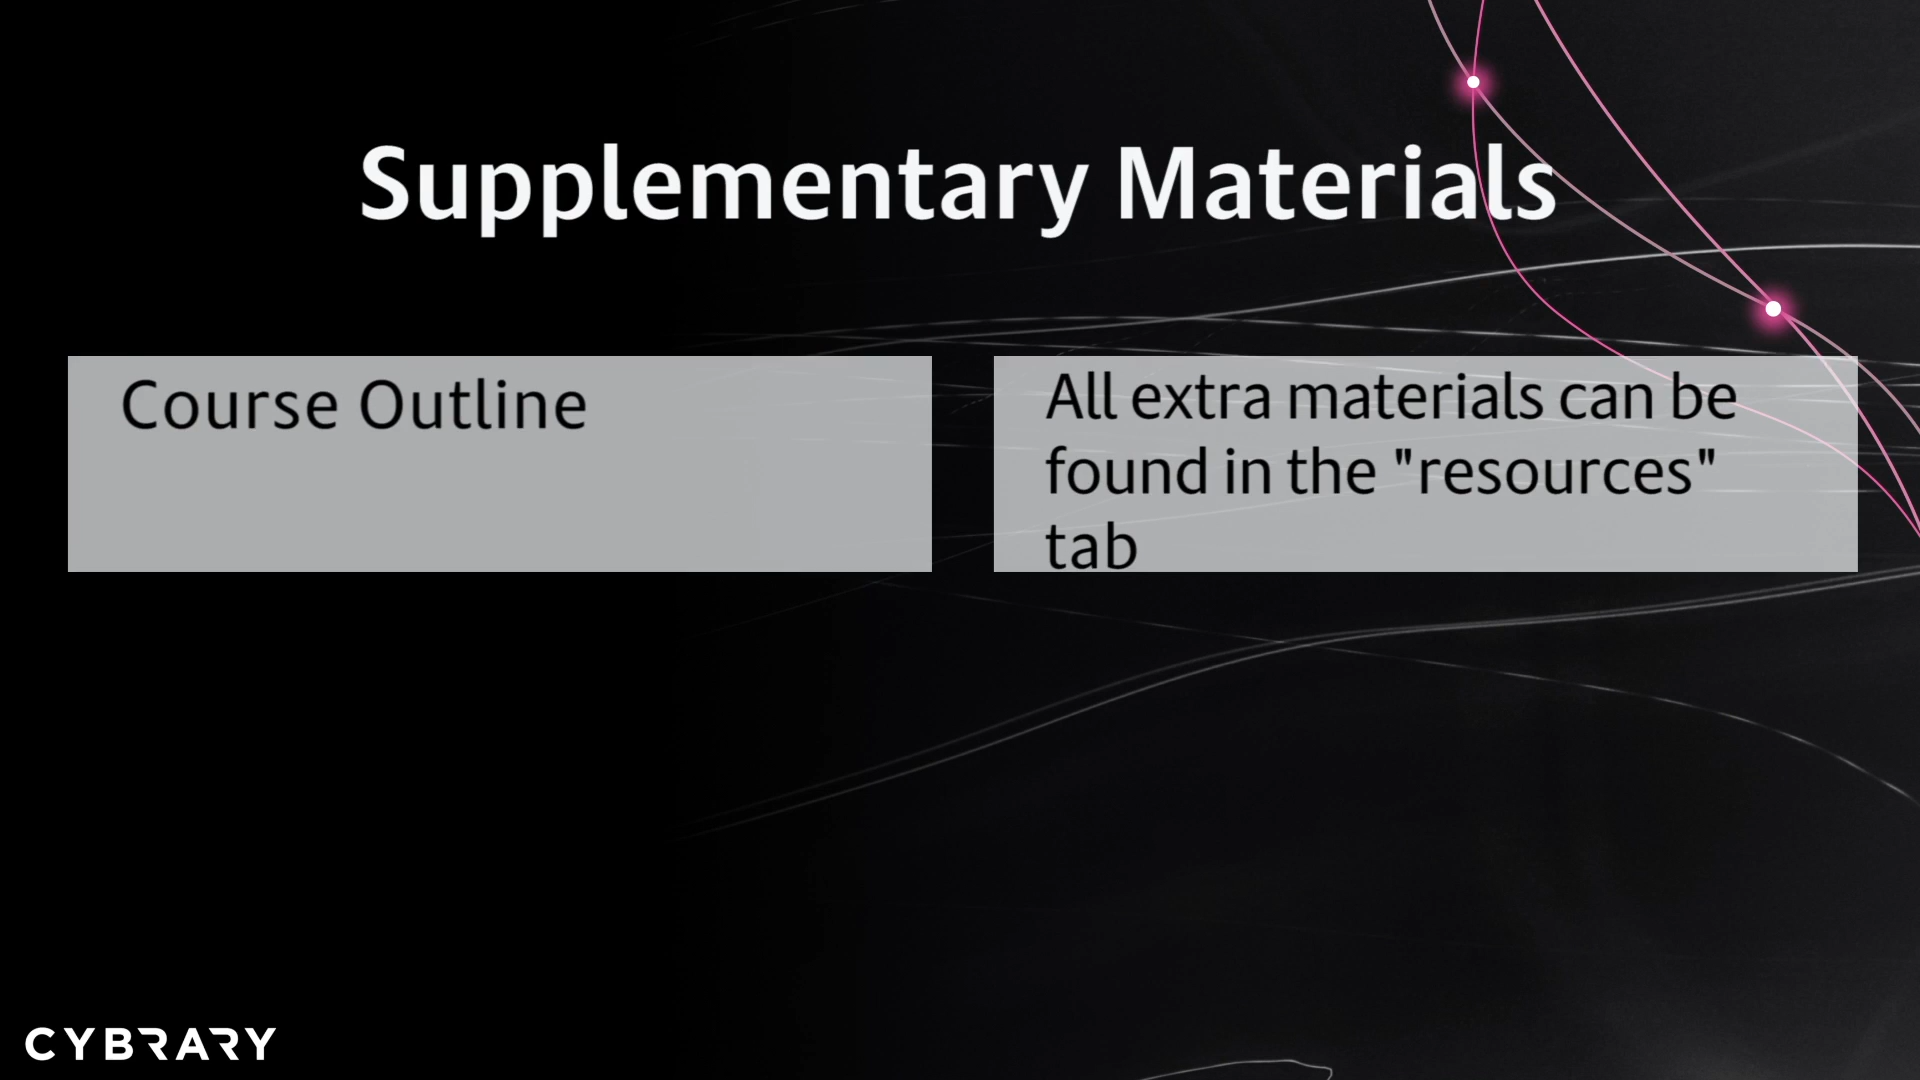 Supplementary Materials
Course Outline
All extra materials can be
found in the "resources"
tab
CYBRARY